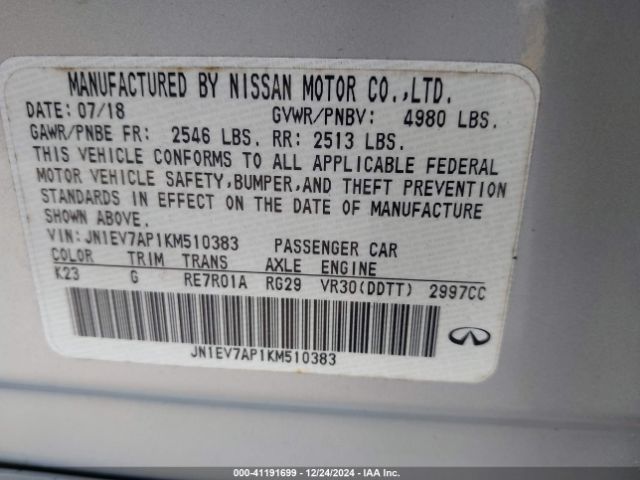 MANUFACTURED BY NISSAN MOTOR CO.,LTD.
DATE: 07/18 GVWR/PNBV: 4980 LBS.
GAWR/PNBE FR: 2546 LBS. RR: 2513 LBS.
THIS VEHICLE CONFORMS TO ALL APPLICABLE FEDERAL
MOTOR VEHICLE SAFETY,BUMPER,AND THEFT PREVENTION
STANDARDS IN EFFECT ON THE DATE OF MANUFACTURE
SHOWN ABOVE.
VIN:JN1EV7AP1KM510383 PASSENGER CAR
COLOR TRIM TRANS AXLE ENGINE
K23 G RE7R01A RG29 VR30(DDTT) 2997CC
JN1EV7AP1KM510383
INFINITI
000-41191699 - 12/24/2024 - IAA Inc.